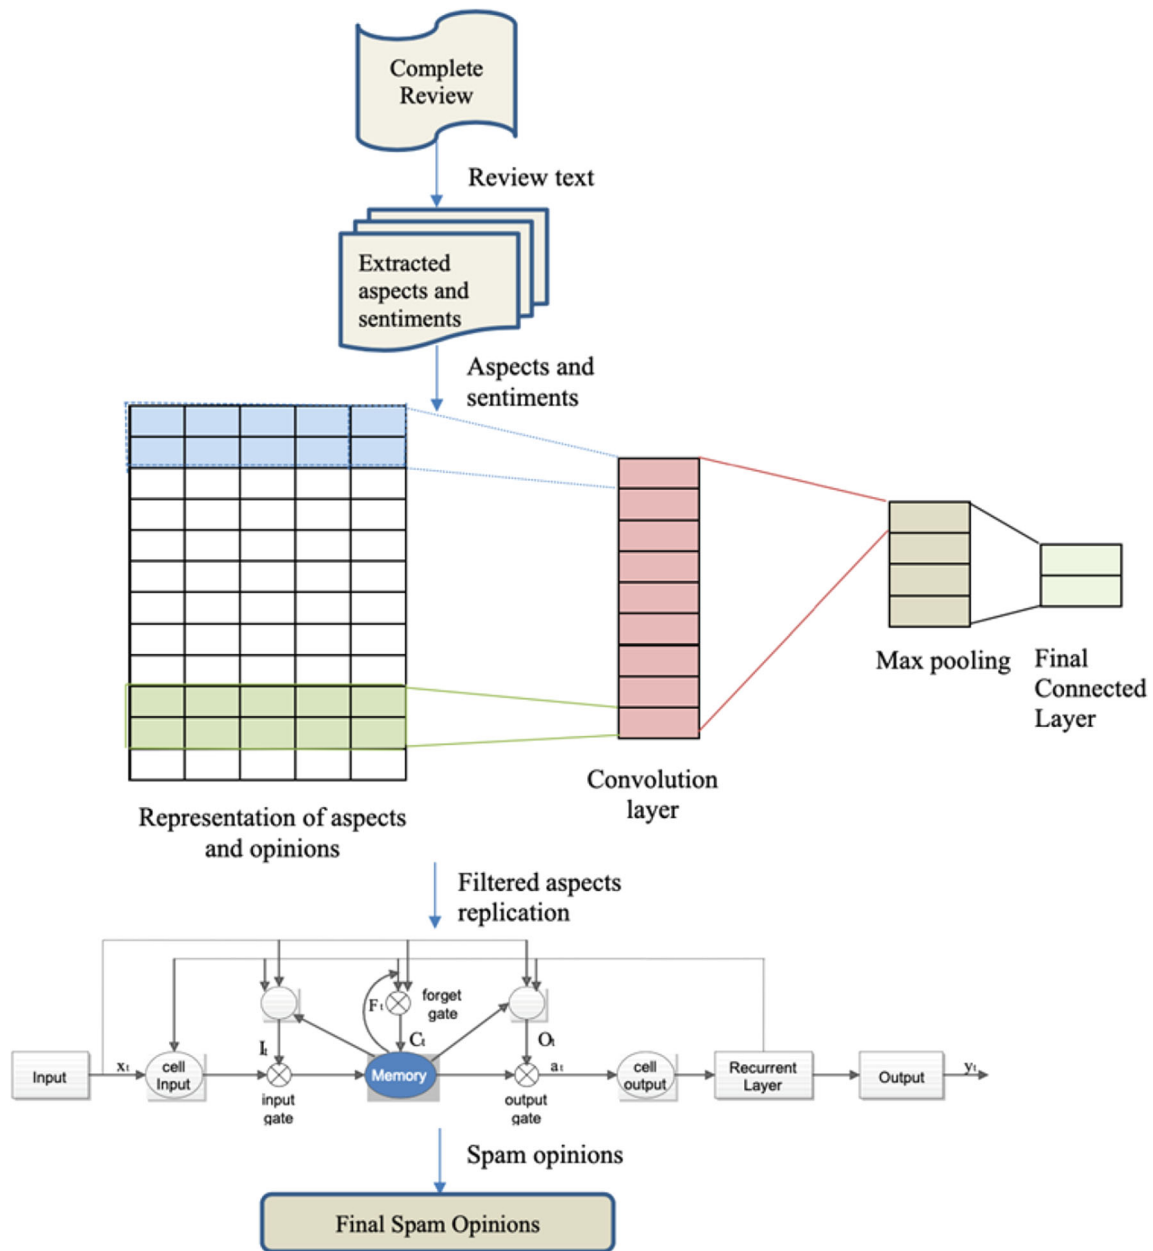 Complete
Review
Review text
Extracted
aspects and
sentiments
Aspects and
sentiments
Max pooling
Final
Connected
Layer
Convolution
layer
Representation of aspects
and opinions
Filtered aspects
replication
Fₜ
forget
gate
Iₜ
Cₜ
Oₜ
Input
xₜ
cell
Input
Memory
aₜ
cell
output
Recurrent
Layer
Output
yₜ
input
gate
output
gate
Spam opinions
Final Spam Opinions